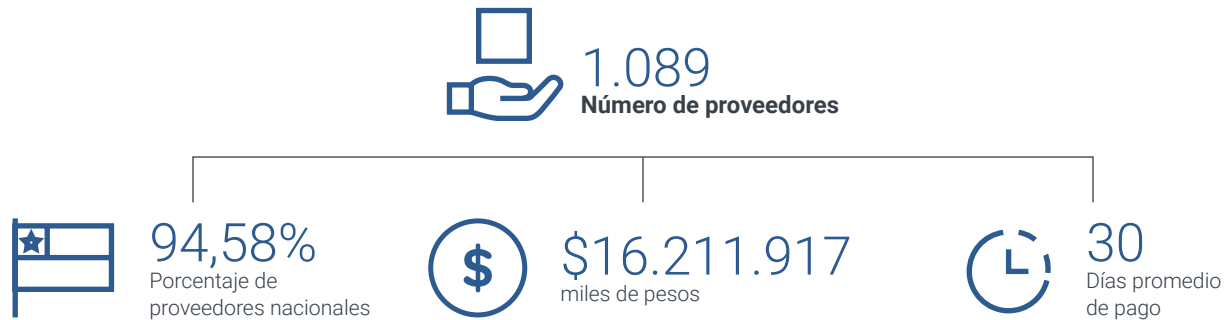 1.089
Número de proveedores
94,58%
Porcentaje de
proveedores nacionales
$
$16.211.917
miles de pesos
30
Días promedio
de pago